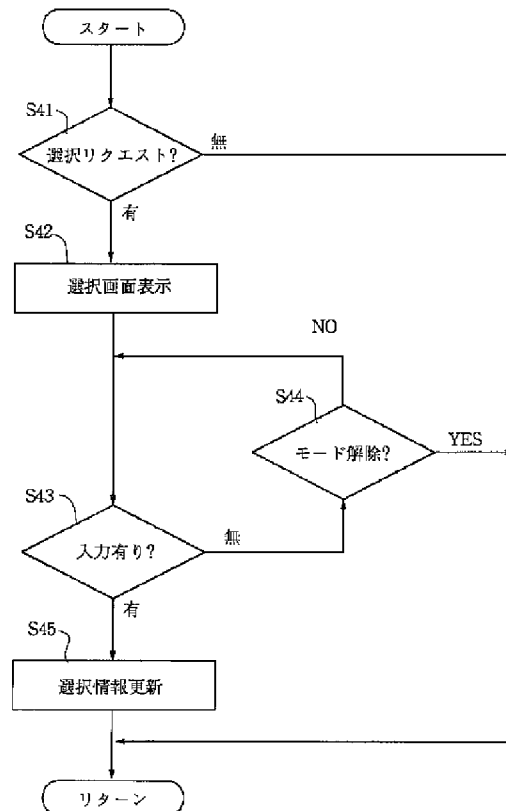 スタート
S41
選択リクエスト?
無
有
S42
選択画面表示
NO
S44
モード解除?
YES
S43
入力有り?
無
有
S45
選択情報更新
リターン